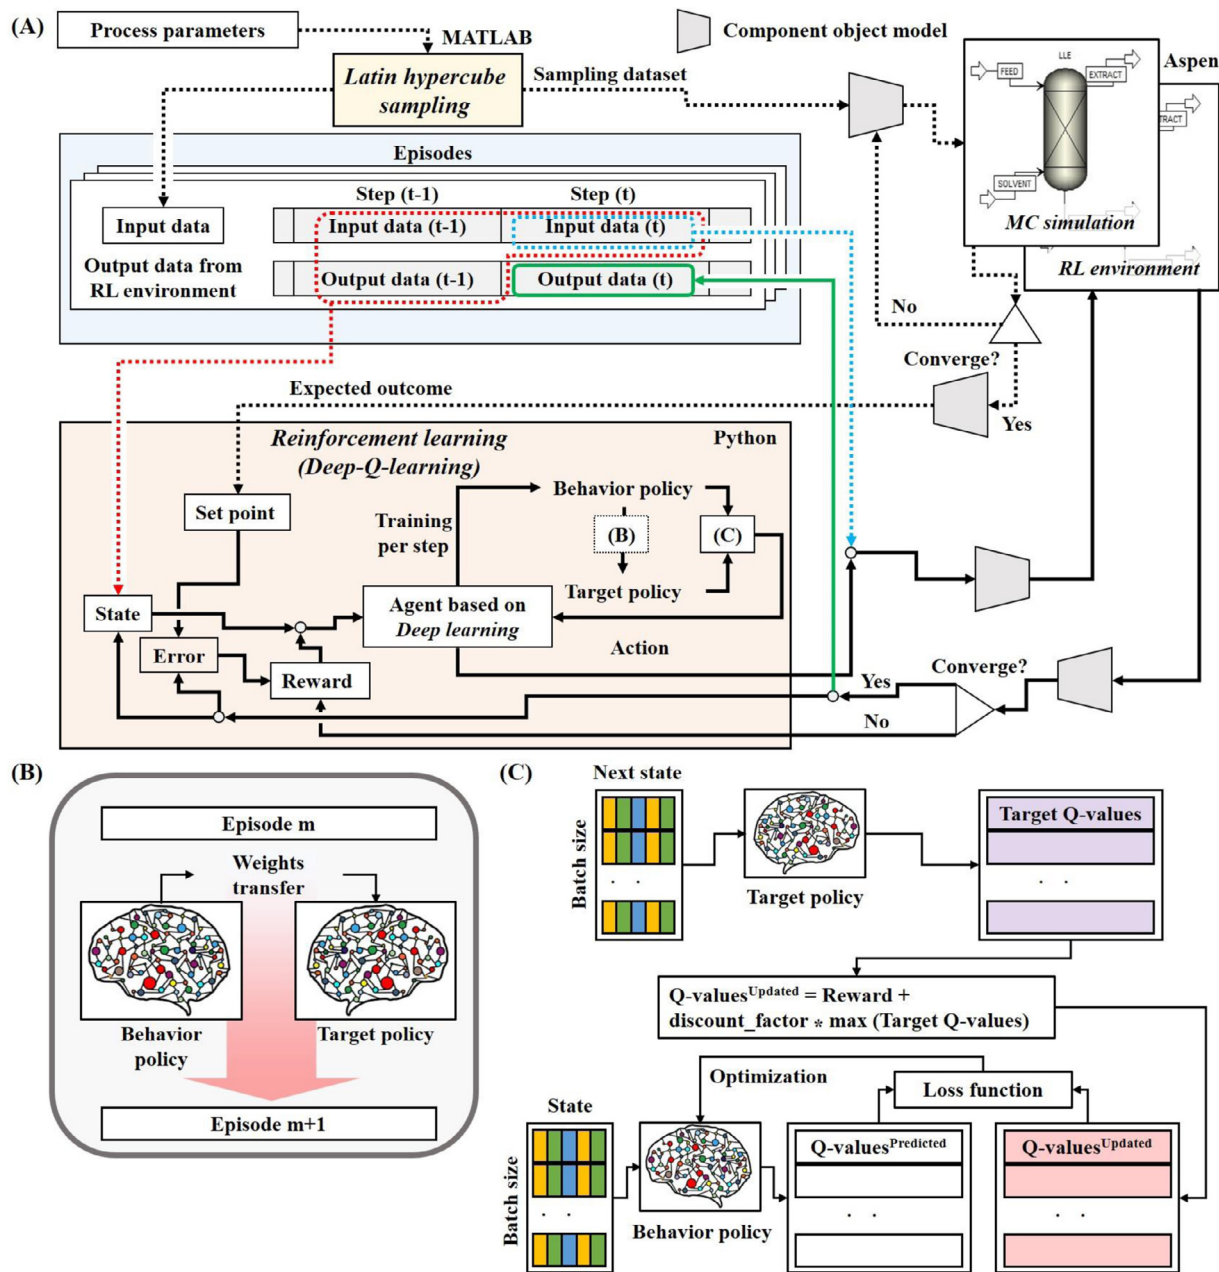 (A)
Process parameters
MATLAB
Component object model
Latin hypercube
sampling
Sampling dataset
Aspen
LLE
FEED
EXTRACT
TRACT
SOLVENT
MC simulation
RL environment
Episodes
Step (t-1)
Step (t)
Input data
Input data (t-1)
Input data (t)
Output data from
RL environment
Output data (t-1)
Output data (t)
No
Converge?
Yes
Expected outcome
Reinforcement learning
(Deep-Q-learning)
Python
Set point
Training
per step
Behavior policy
(B)
(C)
Target policy
State
Agent based on
Deep learning
Error
Reward
Action
Converge?
Yes
No
(B)
Episode m
Weights
transfer
Behavior
policy
Target policy
Episode m+1
(C)
Next state
Batch size
Target policy
Target Q-values
. .
. .
Q-values^Updated = Reward +
discount_factor * max (Target Q-values)
Optimization
Loss function
State
Batch size
Behavior policy
Q-values^Predicted
Q-values^Updated
. .
. .
. .